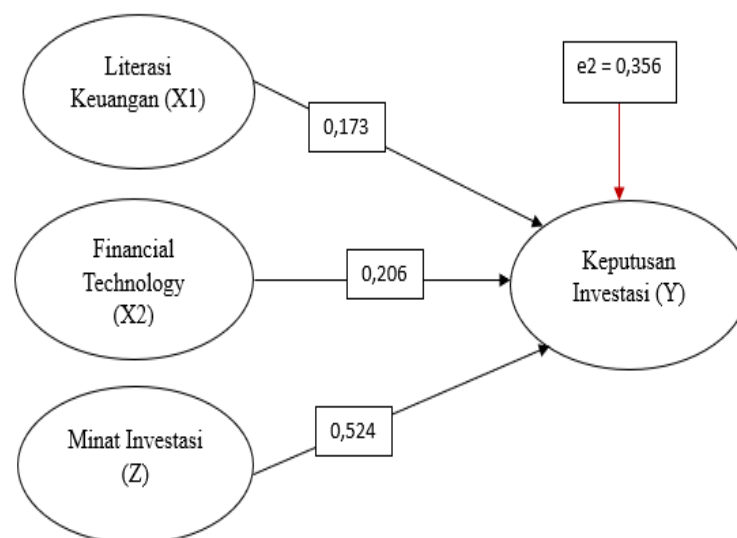 Literasi
Keuangan (X1)
0,173
e2 = 0,356
Financial
Technology
(X2)
0,206
Keputusan
Investasi (Y)
Minat Investasi
(Z)
0,524